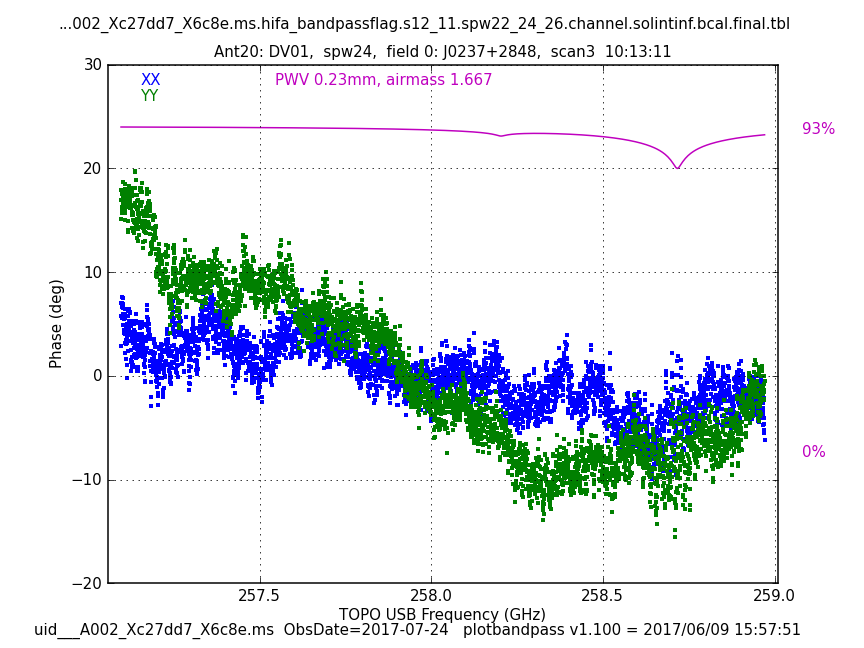 ...002_Xc27dd7_X6c8e.ms.hifa_bandpassflag.s12_11.spw22_24_26.channel.solintinf.bcal.final.tbl
Ant20: DV01,  spw24,  field 0: J0237+2848,  scan3  10:13:11
30
XX
PWV 0.23mm, airmass 1.667
YY
93%
20
10
Phase (deg)
0
0%
−10
−20
257.5
258.0
258.5
259.0
TOPO USB Frequency (GHz)
uid___A002_Xc27dd7_X6c8e.ms  ObsDate=2017-07-24   plotbandpass v1.100 = 2017/06/09 15:57:51